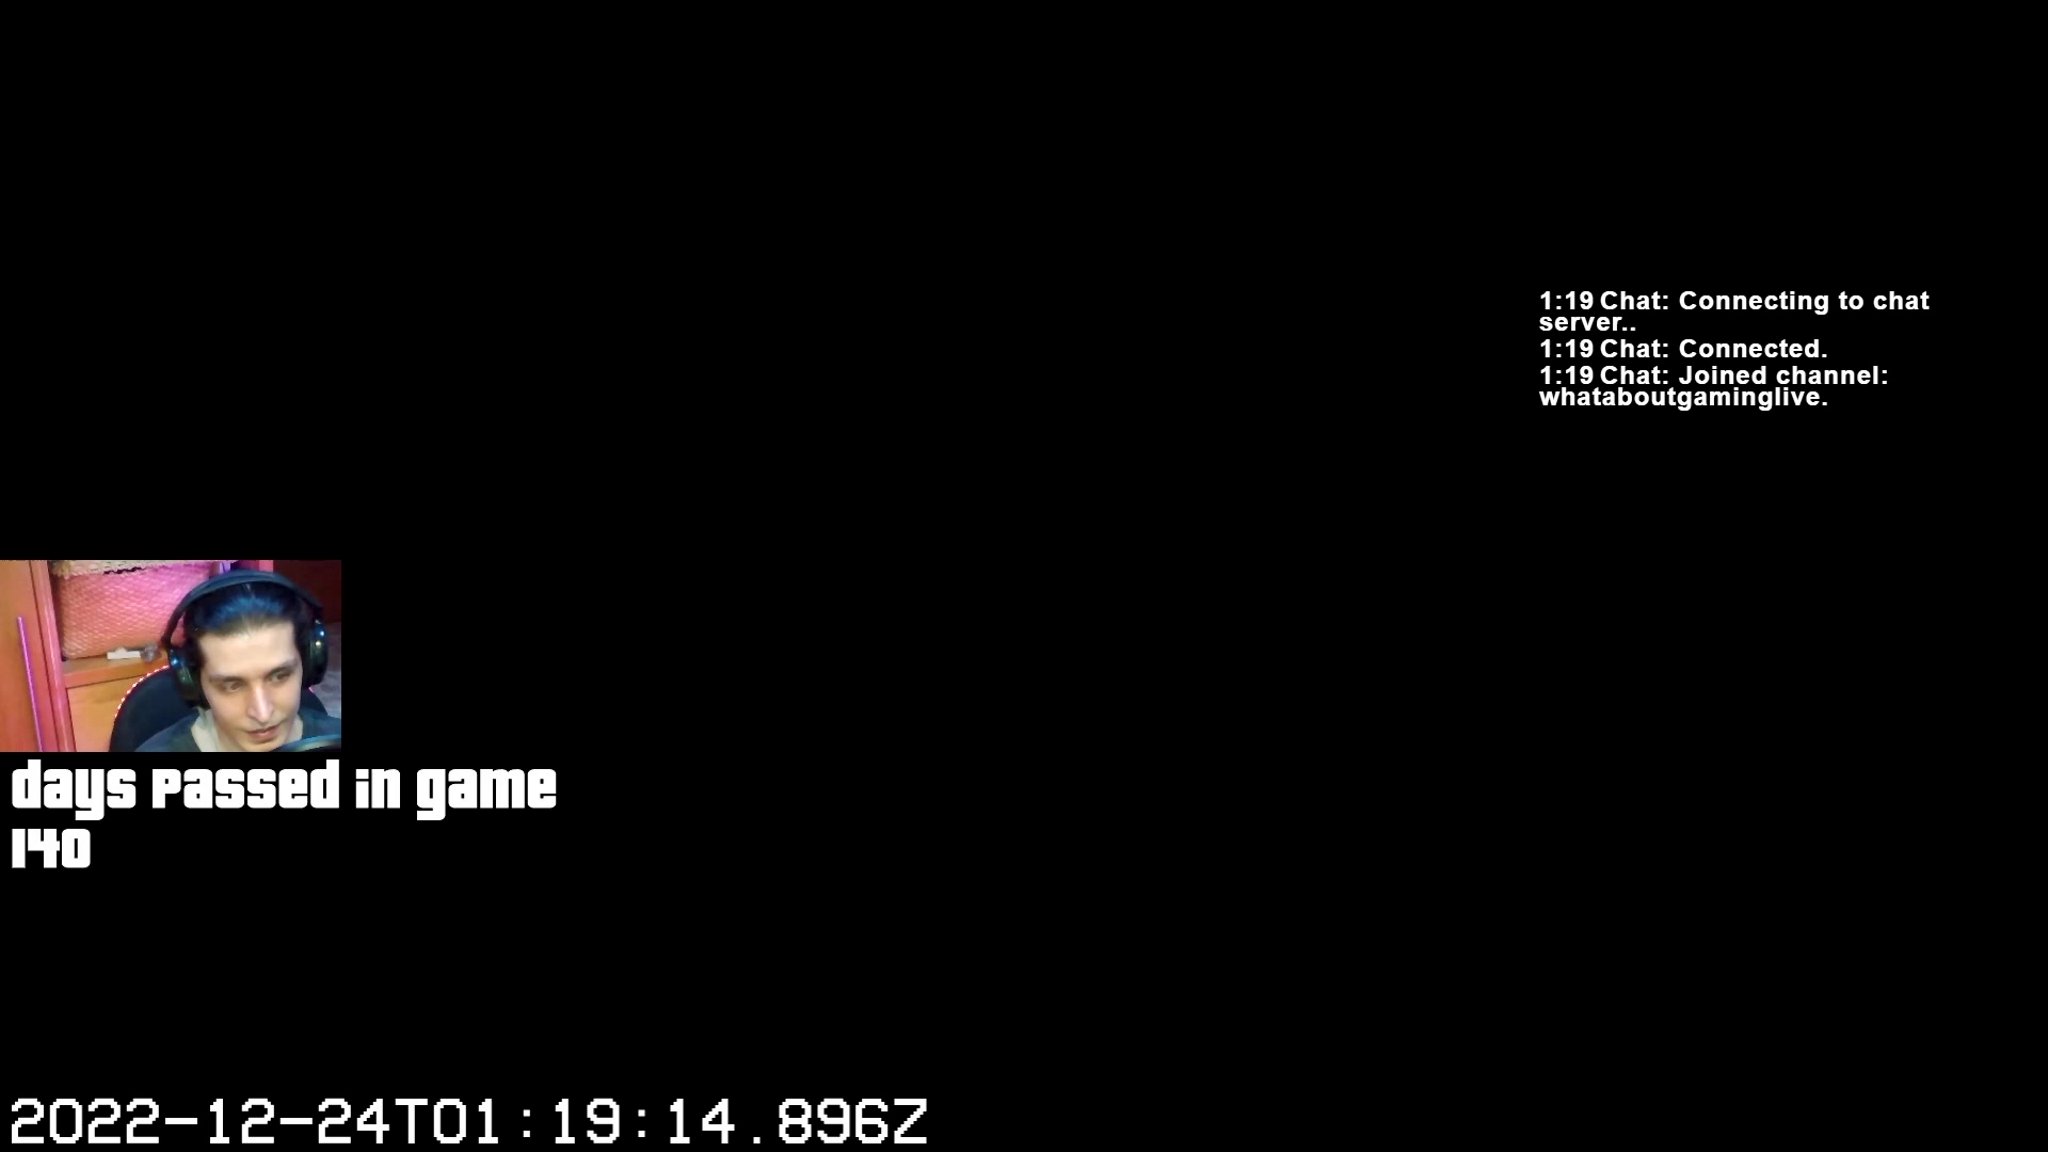 1:19 Chat: Connecting to chat
server..
1:19 Chat: Connected.
1:19 Chat: Joined channel:
whataboutgaminglive.
days passed in game
140
2022-12-24T01:19:14.896Z